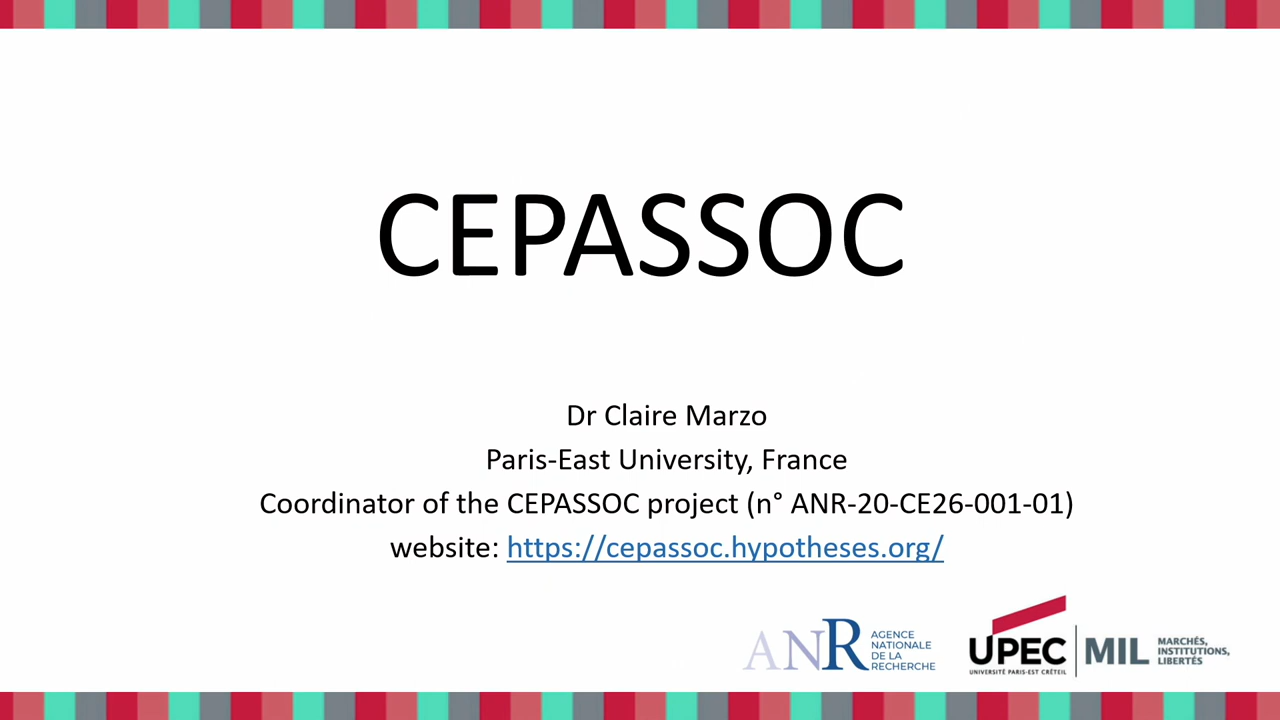 CEPASSOC
Dr Claire Marzo
Paris-East University, France
Coordinator of the CEPASSOC project (n° ANR-20-CE26-001-01)
website: https://cepassoc.hypotheses.org/
ANR
AGENCE
NATIONALE
DE LA
RECHERCHE
UPEC
UNIVERSITÉ PARIS-EST CRÉTEIL
MIL
MARCHÉS,
INSTITUTIONS,
LIBERTÉS